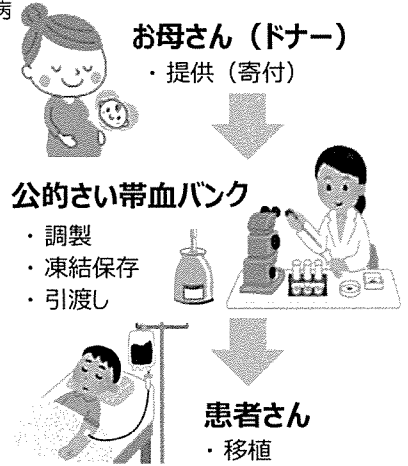 病
お母さん（ドナー）
・提供（寄付）
公的さい帯血バンク
・調製
・凍結保存
・引渡し
患者さん
・移植